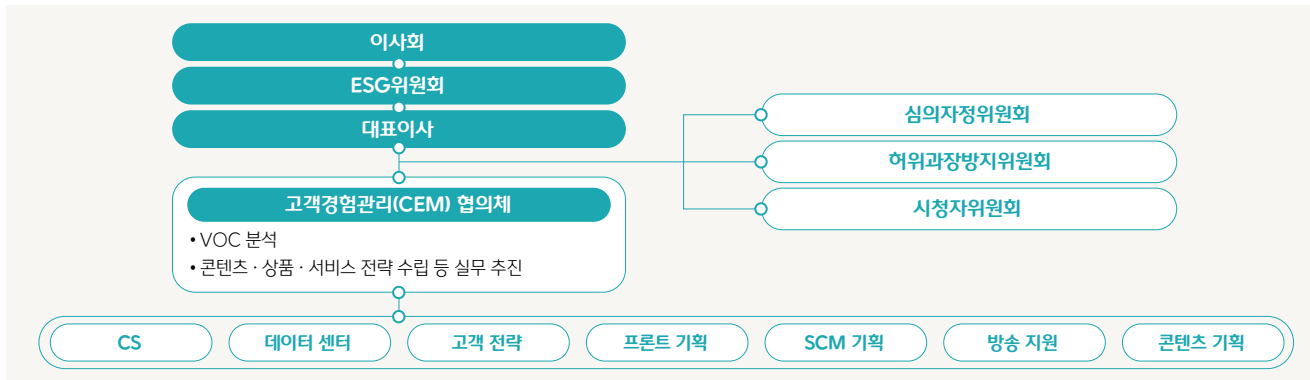 이사회
ESG위원회
대표이사
고객경험관리(CEM) 협의체
• VOC 분석
• 콘텐츠 · 상품 · 서비스 전략 수립 등 실무 추진
심의자정위원회
허위과장방지위원회
시청자위원회
CS
데이터 센터
고객 전략
프론트 기획
SCM 기획
방송 지원
콘텐츠 기획